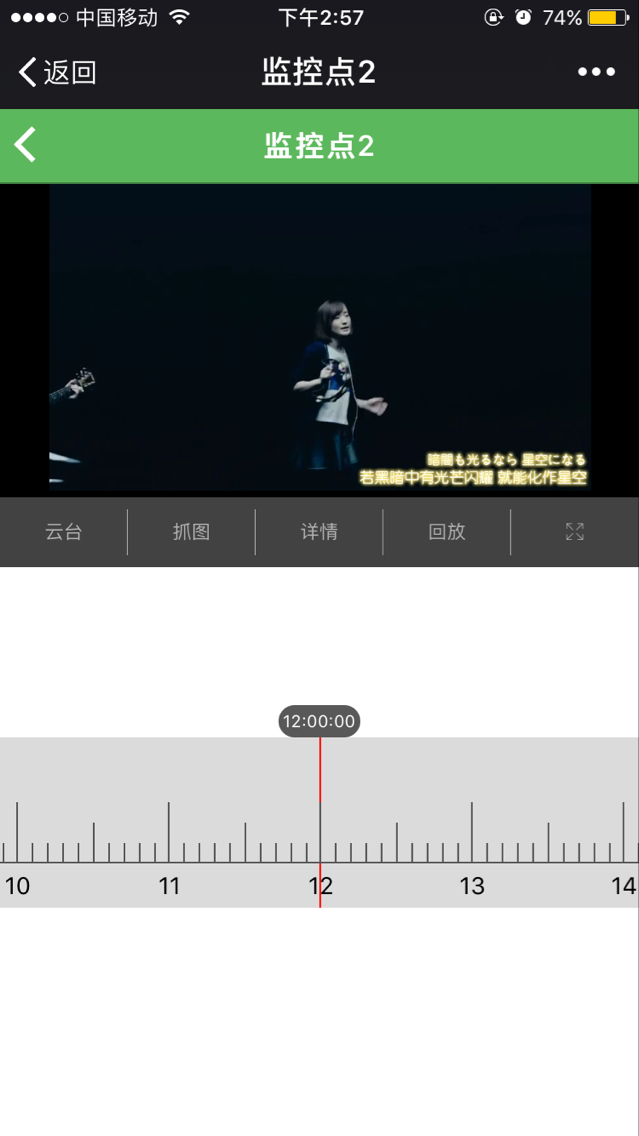 中国移动 下午2:57 74%
返回 监控点2
监控点2
暗闇も光るなら 星空になる
若黑暗中有光芒闪耀 就能化作星空
云台 抓图 详情 回放
12:00:00
10 11 12 13 14